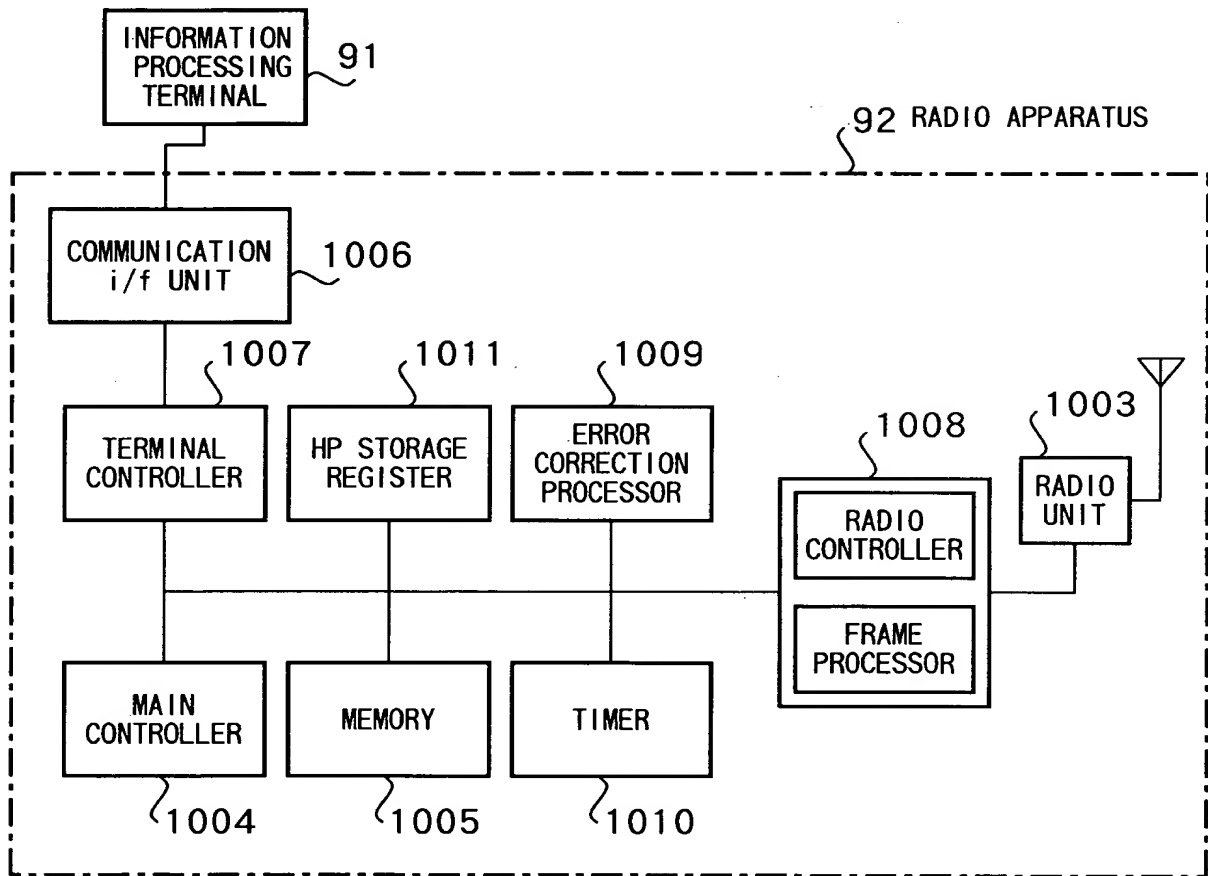 INFORMATION
PROCESSING
TERMINAL
91
92 RADIO APPARATUS
COMMUNICATION
i/f UNIT
1006
1007
1011
1009
TERMINAL
CONTROLLER
HP STORAGE
REGISTER
ERROR
CORRECTION
PROCESSOR
1008
1003
RADIO
CONTROLLER
RADIO
UNIT
FRAME
PROCESSOR
MAIN
CONTROLLER
MEMORY
TIMER
1004
1005
1010